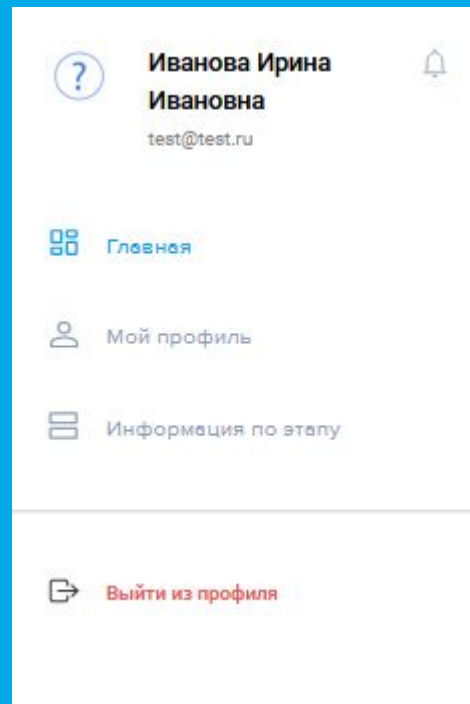 ?
Иванова Ирина
Ивановна
test@test.ru
Главная
Мой профиль
Информация по этапу
Выйти из профиля